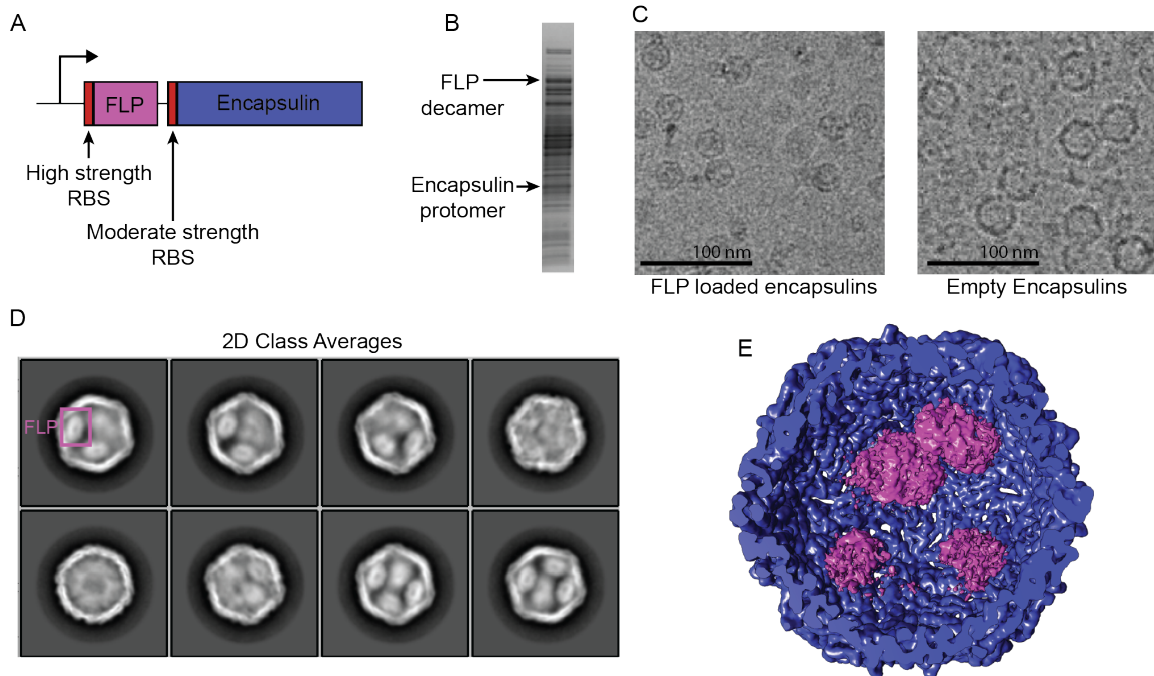 A
FLP
Encapsulin
High strength
RBS
Moderate strength
RBS
B
FLP
decamer
Encapsulin
protomer
C
100 nm
100 nm
FLP loaded encapsulins
Empty Encapsulins
D
2D Class Averages
FLP
E